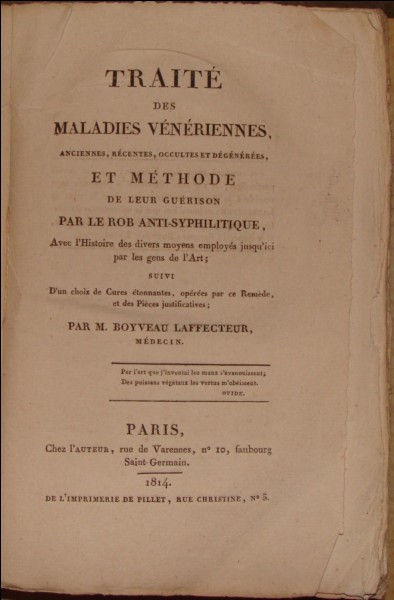 TRAITÉ
DES
MALADIES VÉNÉRIENNES,
ANCIENNES, RÉCENTES, OCCULTES ET DÉGÉNÉRÉES,
ET MÉTHODE
DE LEUR GUÉRISON
PAR LE ROB ANTI-SYPHILITIQUE,
Avec l'Histoire des divers moyens employés jusqu'ici
par les gens de l'Art;
SUIVI
D'un choix de Cures étonnantes, opérées par ce Remède,
et des Pièces justificatives;
PAR M. BOYVEAU LAFFECTEUR,
MÉDECIN.
Par l'art que j'inventai les maux s'évanouissent,
Des puissans végétaux les vertus m'obéissent.
OVIDE.
PARIS,
Chez l'AUTEUR, rue de Varennes, nº 10, faubourg
Saint-Germain.
1814.
DE L'IMPRIMERIE DE PILLET, RUE CHRISTINE, Nº 5.